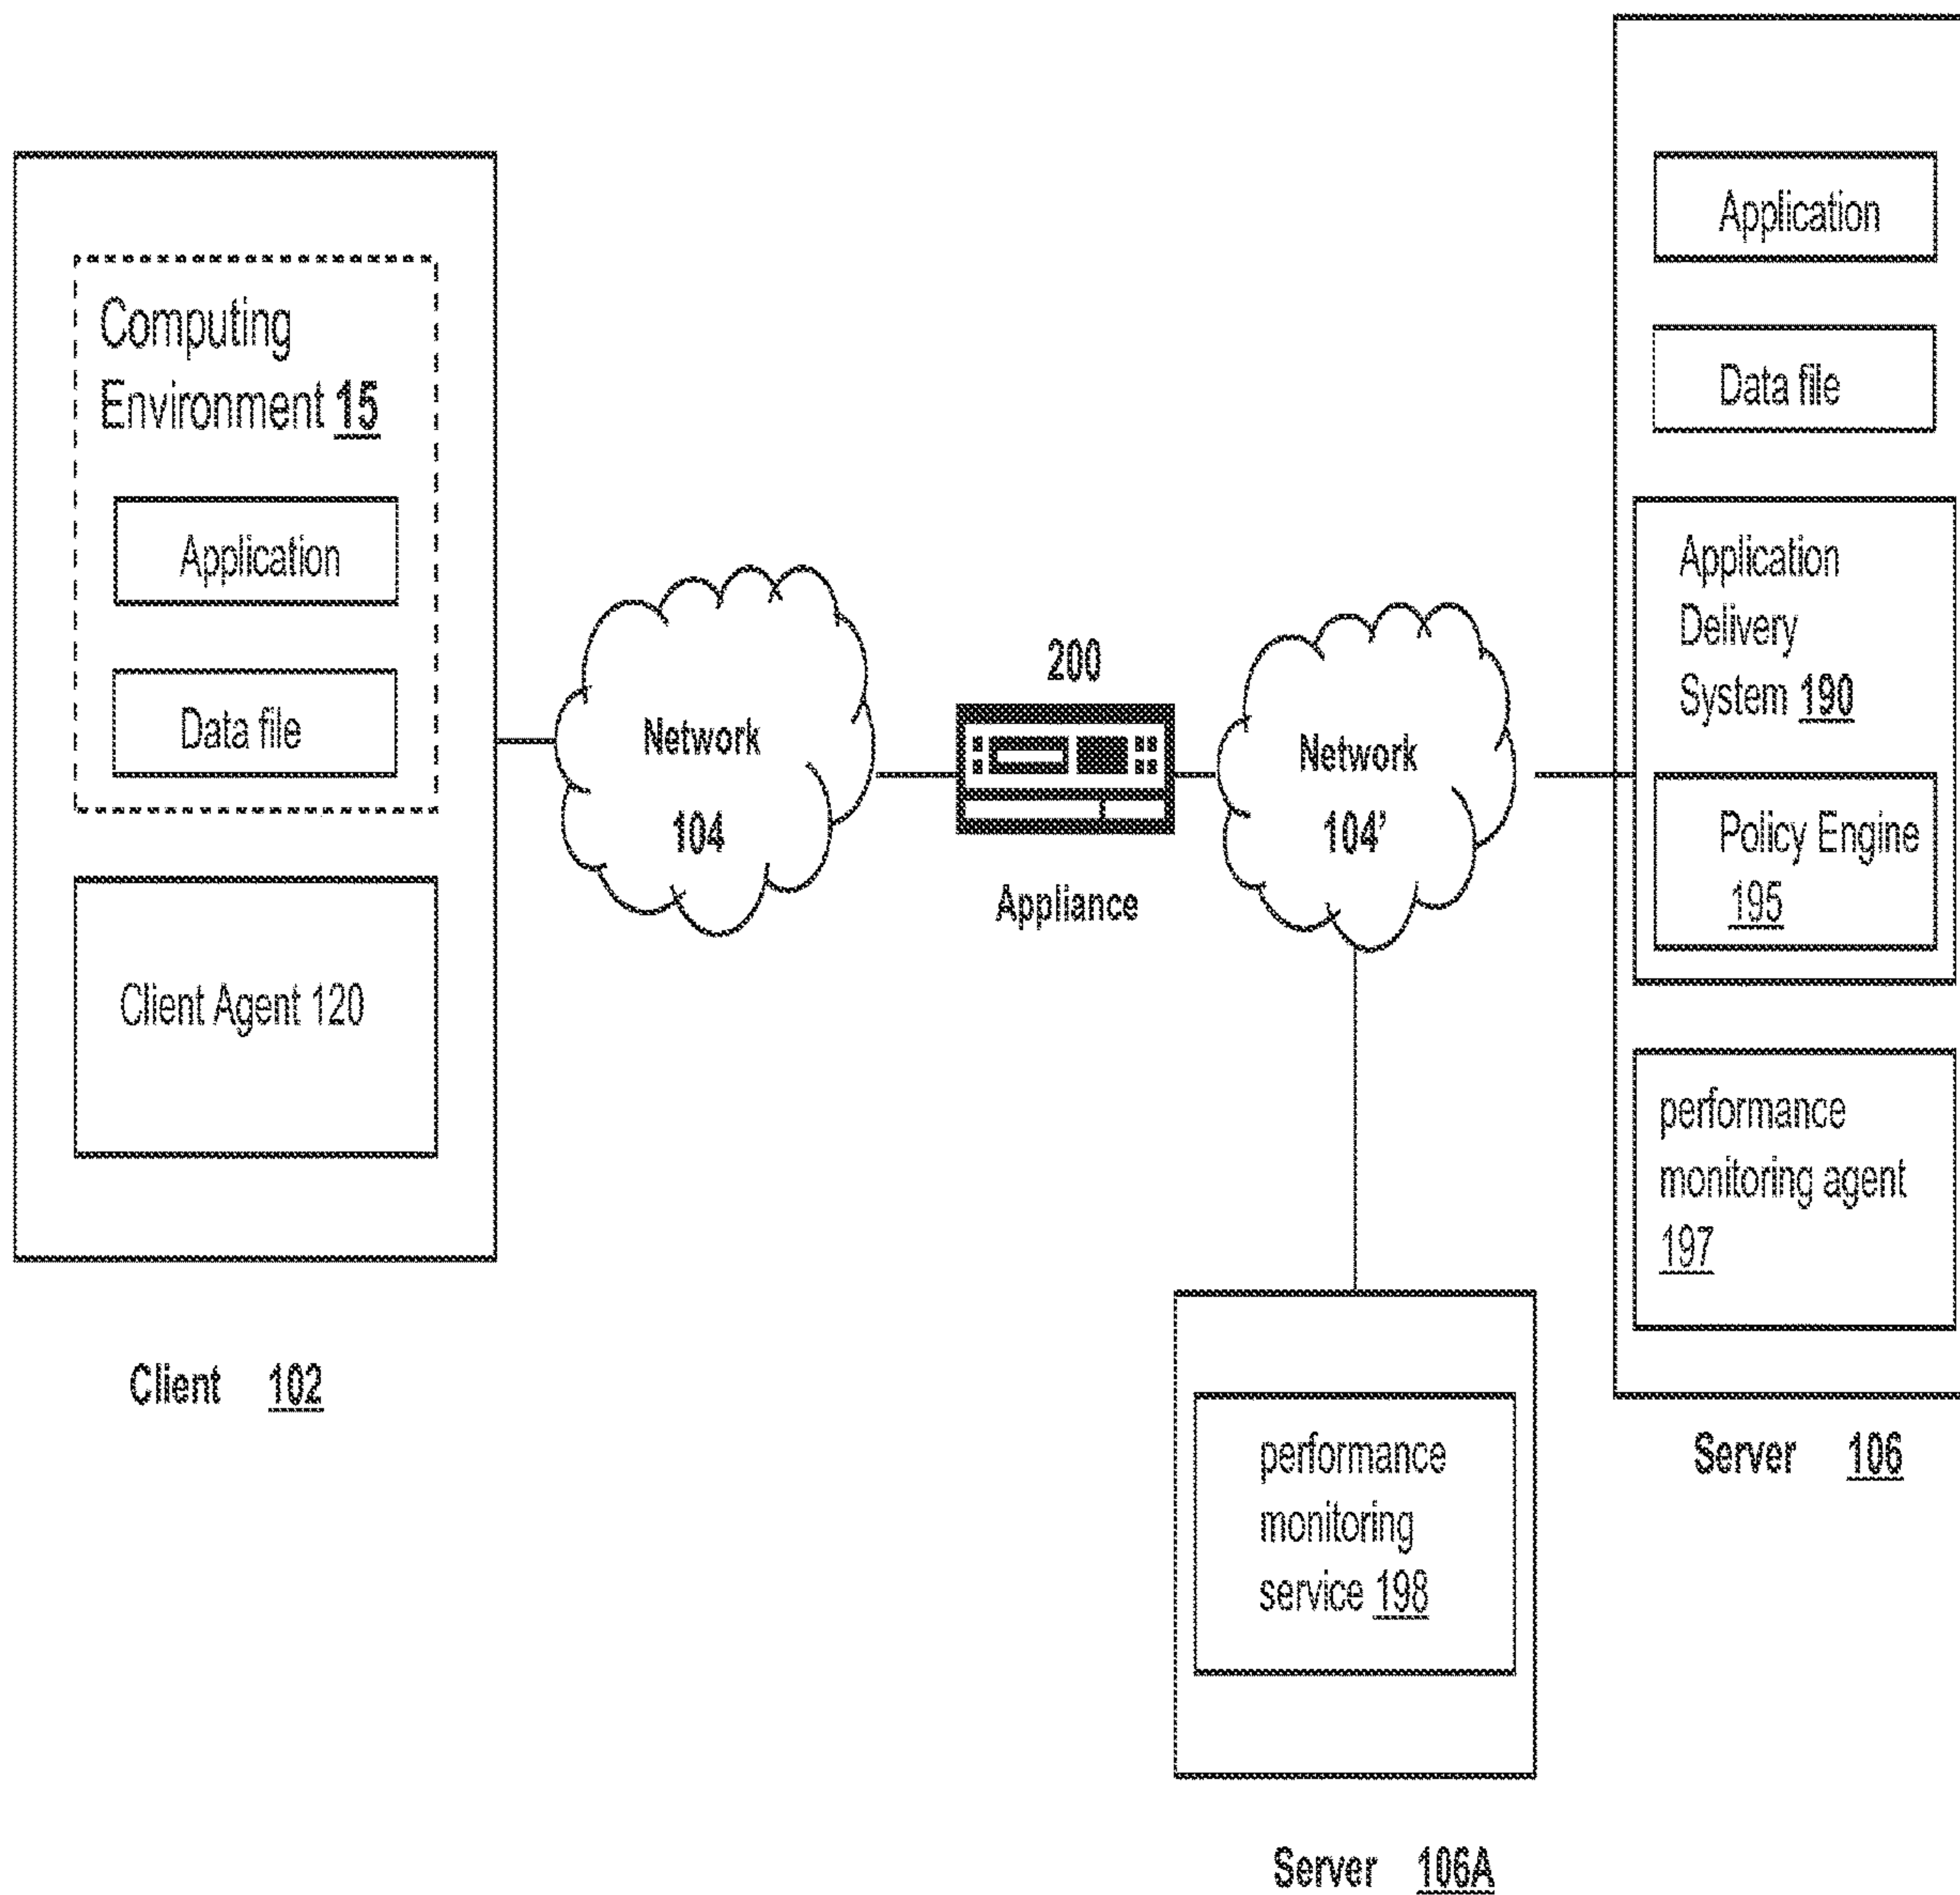 Computing
Environment 15
Application
Data file
Client Agent 120
Client 102
Network
104
200
Appliance
Network
104'
Application
Data file
Application
Delivery
System 190
Policy Engine
195
performance
monitoring agent
197
Server 106
performance
monitoring
service 198
Server 106A